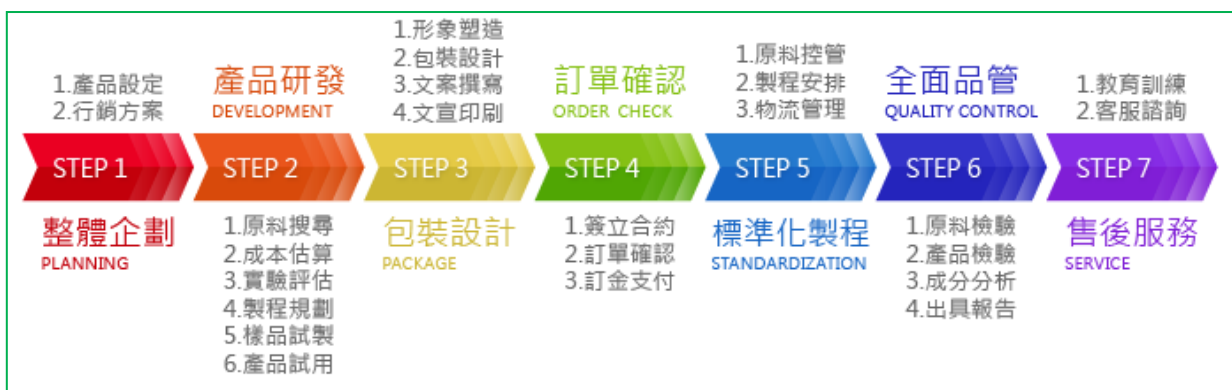 1.產品設定
2.行銷方案
STEP 1
整體企劃
PLANNING
產品研發
DEVELOPMENT
STEP 2
1.原料搜尋
2.成本估算
3.實驗評估
4.製程規劃
5.樣品試製
6.產品試用
1.形象塑造
2.包裝設計
3.文案撰寫
4.文宣印刷
STEP 3
包裝設計
PACKAGE
訂單確認
ORDER CHECK
STEP 4
1.簽立合約
2.訂單確認
3.訂金支付
1.原料控管
2.製程安排
3.物流管理
STEP 5
標準化製程
STANDARDIZATION
全面品管
QUALITY CONTROL
STEP 6
1.原料檢驗
2.產品檢驗
3.成分分析
4.出具報告
1.教育訓練
2.客服諮詢
STEP 7
售後服務
SERVICE